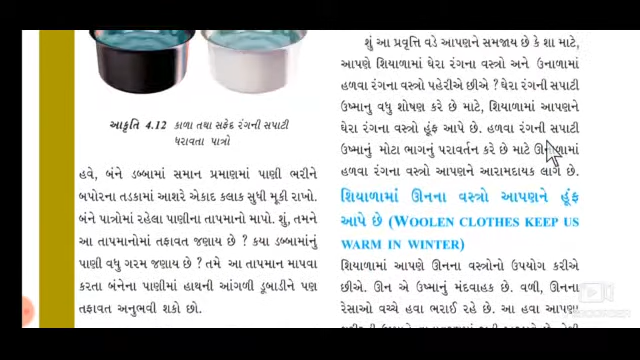 આકૃતિ 4.12 કાળા તથા સફેદ રંગની સપાટી
ધરાવતા પાત્રો
હવે, બંને ડબ્બામાં સમાન પ્રમાણમાં પાણી ભરીને
બપોરના તડકામાં આશરે એકાદ કલાક સુધી મૂકી રાખો.
બંને પાત્રોમાં રહેલા પાણીના તાપમાનો માપો. શું, તમને
આ તાપમાનોમાં તફાવત જણાય છે ? કયા ડબ્બામાંનું
પાણી વધુ ગરમ જણાય છે ? તમે આ તાપમાન માપવા
કરતા બંનેના પાણીમાં હાથની આંગળી ડૂબાડીને પણ
તફાવત અનુભવી શકો છો.
શું આ પ્રવૃત્તિ વડે આપણને સમજાય છે કે શા માટે,
આપણે શિયાળામાં ઘેરા રંગના વસ્ત્રો અને ઉનાળામાં
હળવા રંગના વસ્ત્રો પહેરીએ છીએ ? ઘેરા રંગની સપાટી
ઉષ્માનુ વધુ શોષણ કરે છે માટે, શિયાળામાં આપણને
ઘેરા રંગના વસ્ત્રો હૂંફ આપે છે. હળવા રંગની સપાટી
ઉષ્માનું મોટા ભાગનું પરાવર્તન કરે છે માટે ઉનાળામાં
હળવા રંગના વસ્ત્રો આપણને આરામદાયક લાગે છે.
શિયાળામાં ઊનના વસ્ત્રો આપણને હૂંફ
આપે છે (WOOLEN CLOTHES KEEP US
WARM IN WINTER)
શિયાળામાં આપણે ઊનના વસ્ત્રોનો ઉપયોગ કરીએ
છીએ. ઊન એ ઉષ્માનું મંદવાહક છે. વળી, ઊનના
રેસાઓ વચ્ચે હવા ભરાઈ રહે છે. આ હવા આપણા